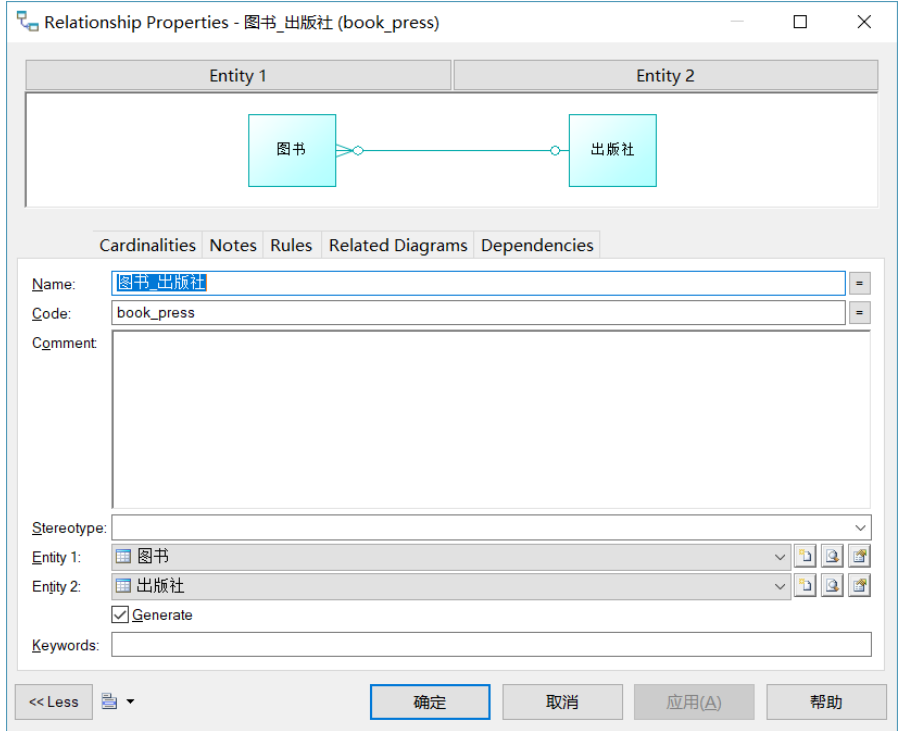 Relationship Properties - 图书_出版社 (book_press)
Entity 1 Entity 2
图书 出版社
Cardinalities Notes Rules Related Diagrams Dependencies
Name: 图书_出版社 =
Code: book_press =
Comment:
Stereotype:
Entity 1: 图书
Entity 2: 出版社
Generate
Keywords:
<< Less 确定 取消 应用(A) 帮助